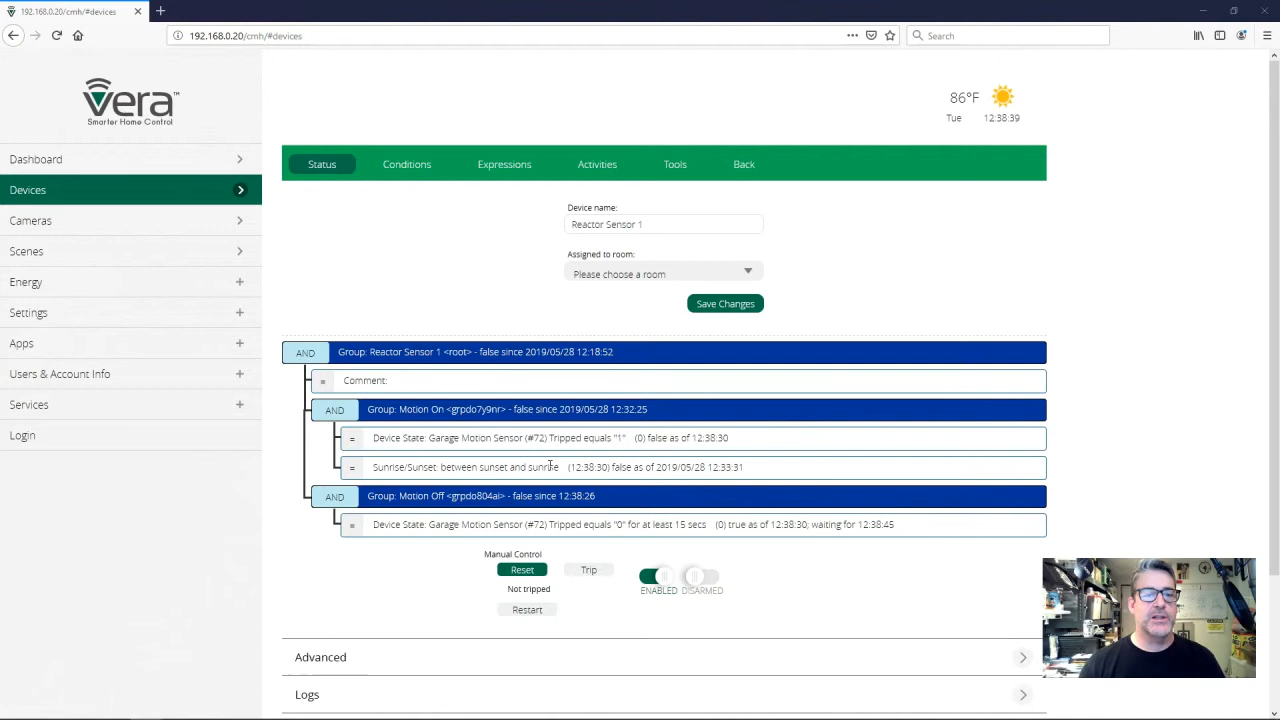 192.168.0.20/cmh/#devices
192.168.0.20/cmh/#devices
Search
vera™
Smarter Home Control
86°F
Tue 12:38:39
Dashboard
Devices
Cameras
Scenes
Energy
Settings
Apps
Users & Account Info
Services
Login
Status Conditions Expressions Activities Tools Back
Device name:
Reactor Sensor 1
Assigned to room:
Please choose a room
Save Changes
AND Group: Reactor Sensor 1 <root> - false since 2019/05/28 12:18:52
= Comment:
AND Group: Motion On <grpdo7y9nr> - false since 2019/05/28 12:32:25
= Device State: Garage Motion Sensor (#72) Tripped equals "1" (0) false as of 12:38:30
= Sunrise/Sunset: between sunset and sunrise (12:38:30) false as of 2019/05/28 12:33:31
AND Group: Motion Off <grpdo804ai> - false since 12:38:26
= Device State: Garage Motion Sensor (#72) Tripped equals "0" for at least 15 secs (0) true as of 12:38:30; waiting for 12:38:45
Manual Control
Reset Trip
Not tripped
Restart
ENABLED DISARMED
Advanced
Logs